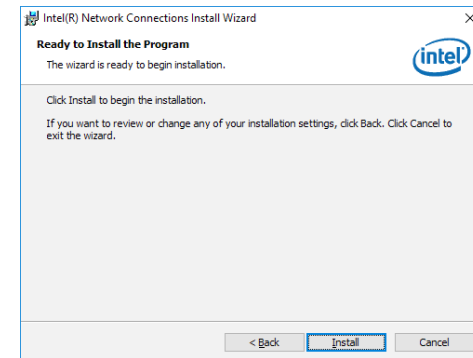 Intel(R) Network Connections Install Wizard
Ready to Install the Program
The wizard is ready to begin installation.
intel
Click Install to begin the installation.
If you want to review or change any of your installation settings, click Back. Click Cancel to
exit the wizard.
< Back
Install
Cancel